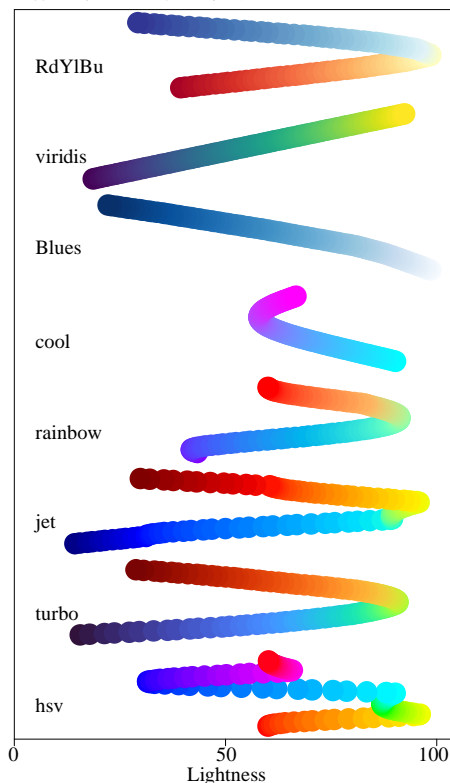 RdYlBu
viridis
Blues
cool
rainbow
jet
turbo
hsv
0 50 100
Lightness